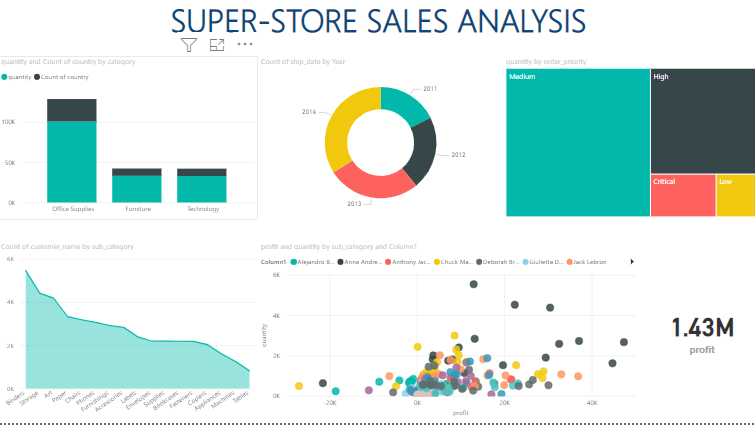 SUPER-STORE SALES ANALYSIS
quantity and Count of country by category
quantity Count of country
100K
50K
0K
Office Supplies Furniture Technology
Count of ship_date by Year
2011
2012
2013
2014
quantity by order_priority
Medium
High
Critical
Low
Count of customer_name by sub_category
6K
4K
2K
0K
Binders Storage Art Paper Chairs Phones Furnishings Accessories Labels Envelopes Supplies Bookcases Fasteners Copiers Appliances Machines Tables
profit and quantity by sub_category and Column1
Column1 Alejandro B... Anna Andre... Anthony Jac... Chuck Ma... Deborah Br... Giulietta D... Jack Lebron
6K
4K
2K
0K
quantity
-20K 0K 20K 40K
profit
1.43M
profit